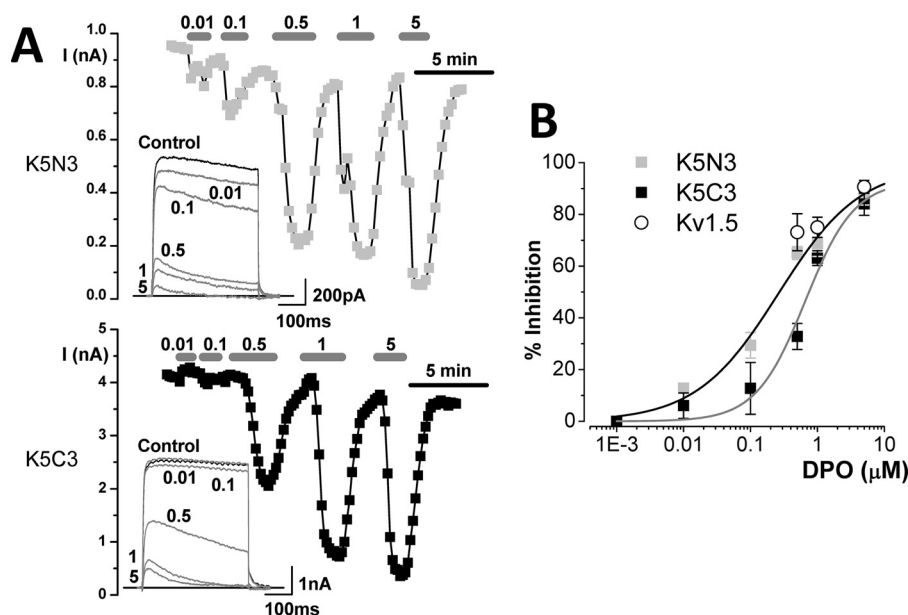 A
0.01 0.1 0.5 1 5
1.0
I (nA)
5 min
0.8
0.6
Control
K5N3
0.01
0.4
0.1
0.5
0.2
1
5
0.0
200pA
100ms
I (nA)
0.01 0.1 0.5 1 5
5
5 min
4
3
Control
K5C3
0.01 0.1
2
0.5
1
1
5
0
1nA
100ms
B
100
K5N3
K5C3
80
Kv1.5
60
% Inhibition
40
20
0
1E-3 0.01 0.1 1 10
DPO (µM)